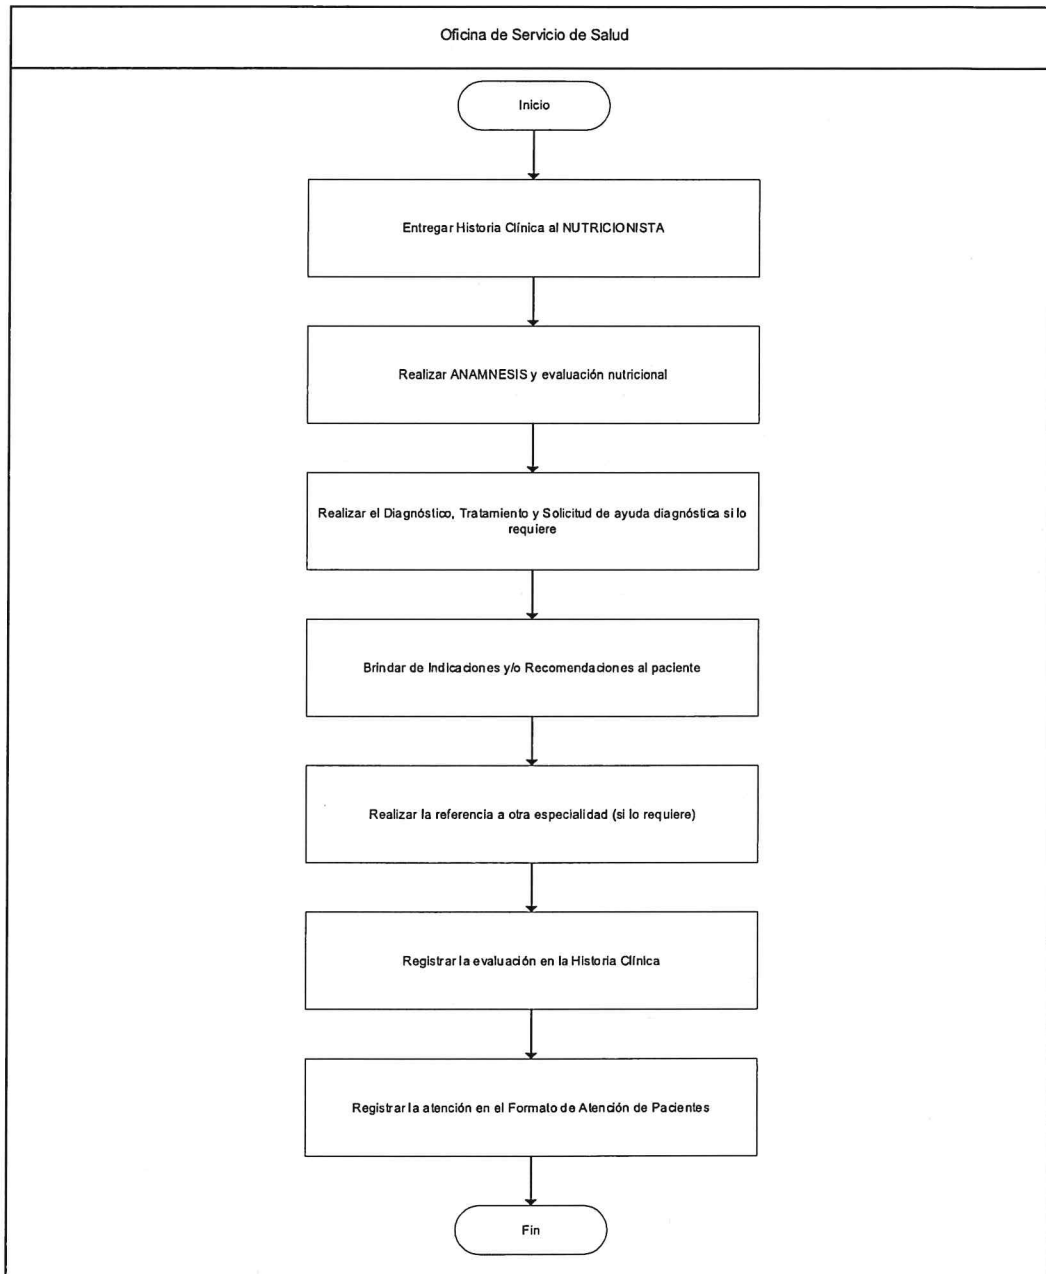 Oficina de Servicio de Salud
Inicio
Entregar Historia Clínica al NUTRICIONISTA
Realizar ANAMNESIS y evaluación nutricional
Realizar el Diagnóstico, Tratamiento y Solicitud de ayuda diagnóstica si lo
requiere
Brindar de Indicaciones y/o Recomendaciones al paciente
Realizar la referencia a otra especialidad (si lo requiere)
Registrar la evaluación en la Historia Clínica
Registrar la atención en el Formato de Atención de Pacientes
Fin